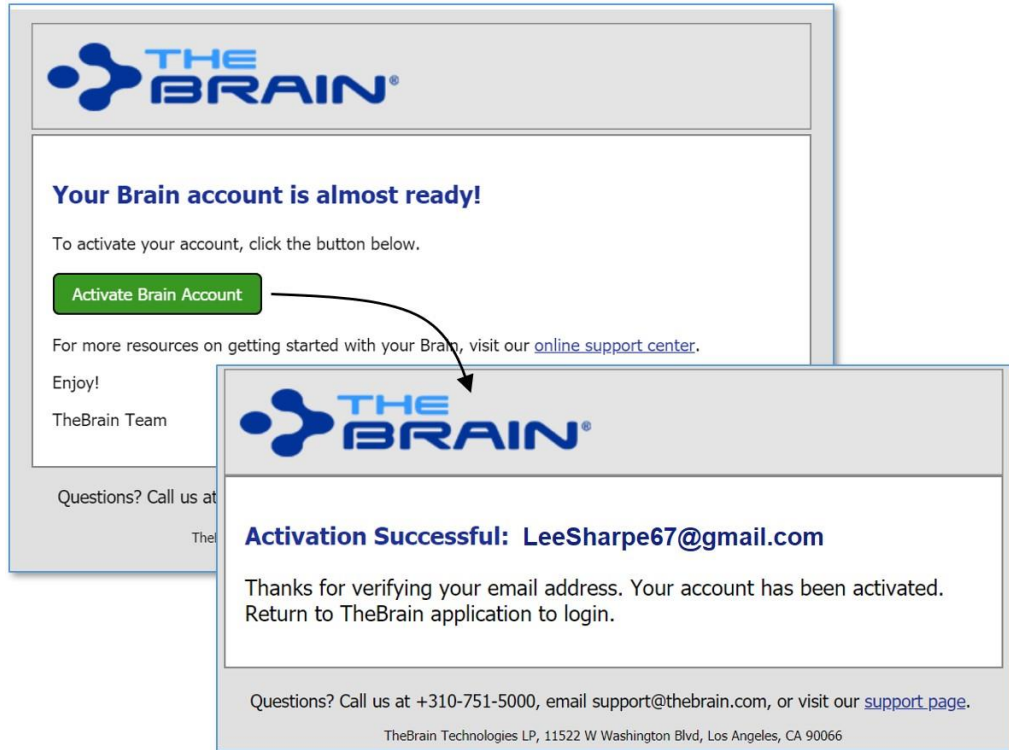 THE
BRAIN®
Your Brain account is almost ready!
To activate your account, click the button below.
Activate Brain Account
For more resources on getting started with your Brain, visit our online support center.
Enjoy!
TheBrain Team
Questions? Call us at
THE
BRAIN®
Activation Successful: LeeSharpe67@gmail.com
Thanks for verifying your email address. Your account has been activated.
Return to TheBrain application to login.
Questions? Call us at +310-751-5000, email support@thebrain.com, or visit our support page.
TheBrain Technologies LP, 11522 W Washington Blvd, Los Angeles, CA 90066